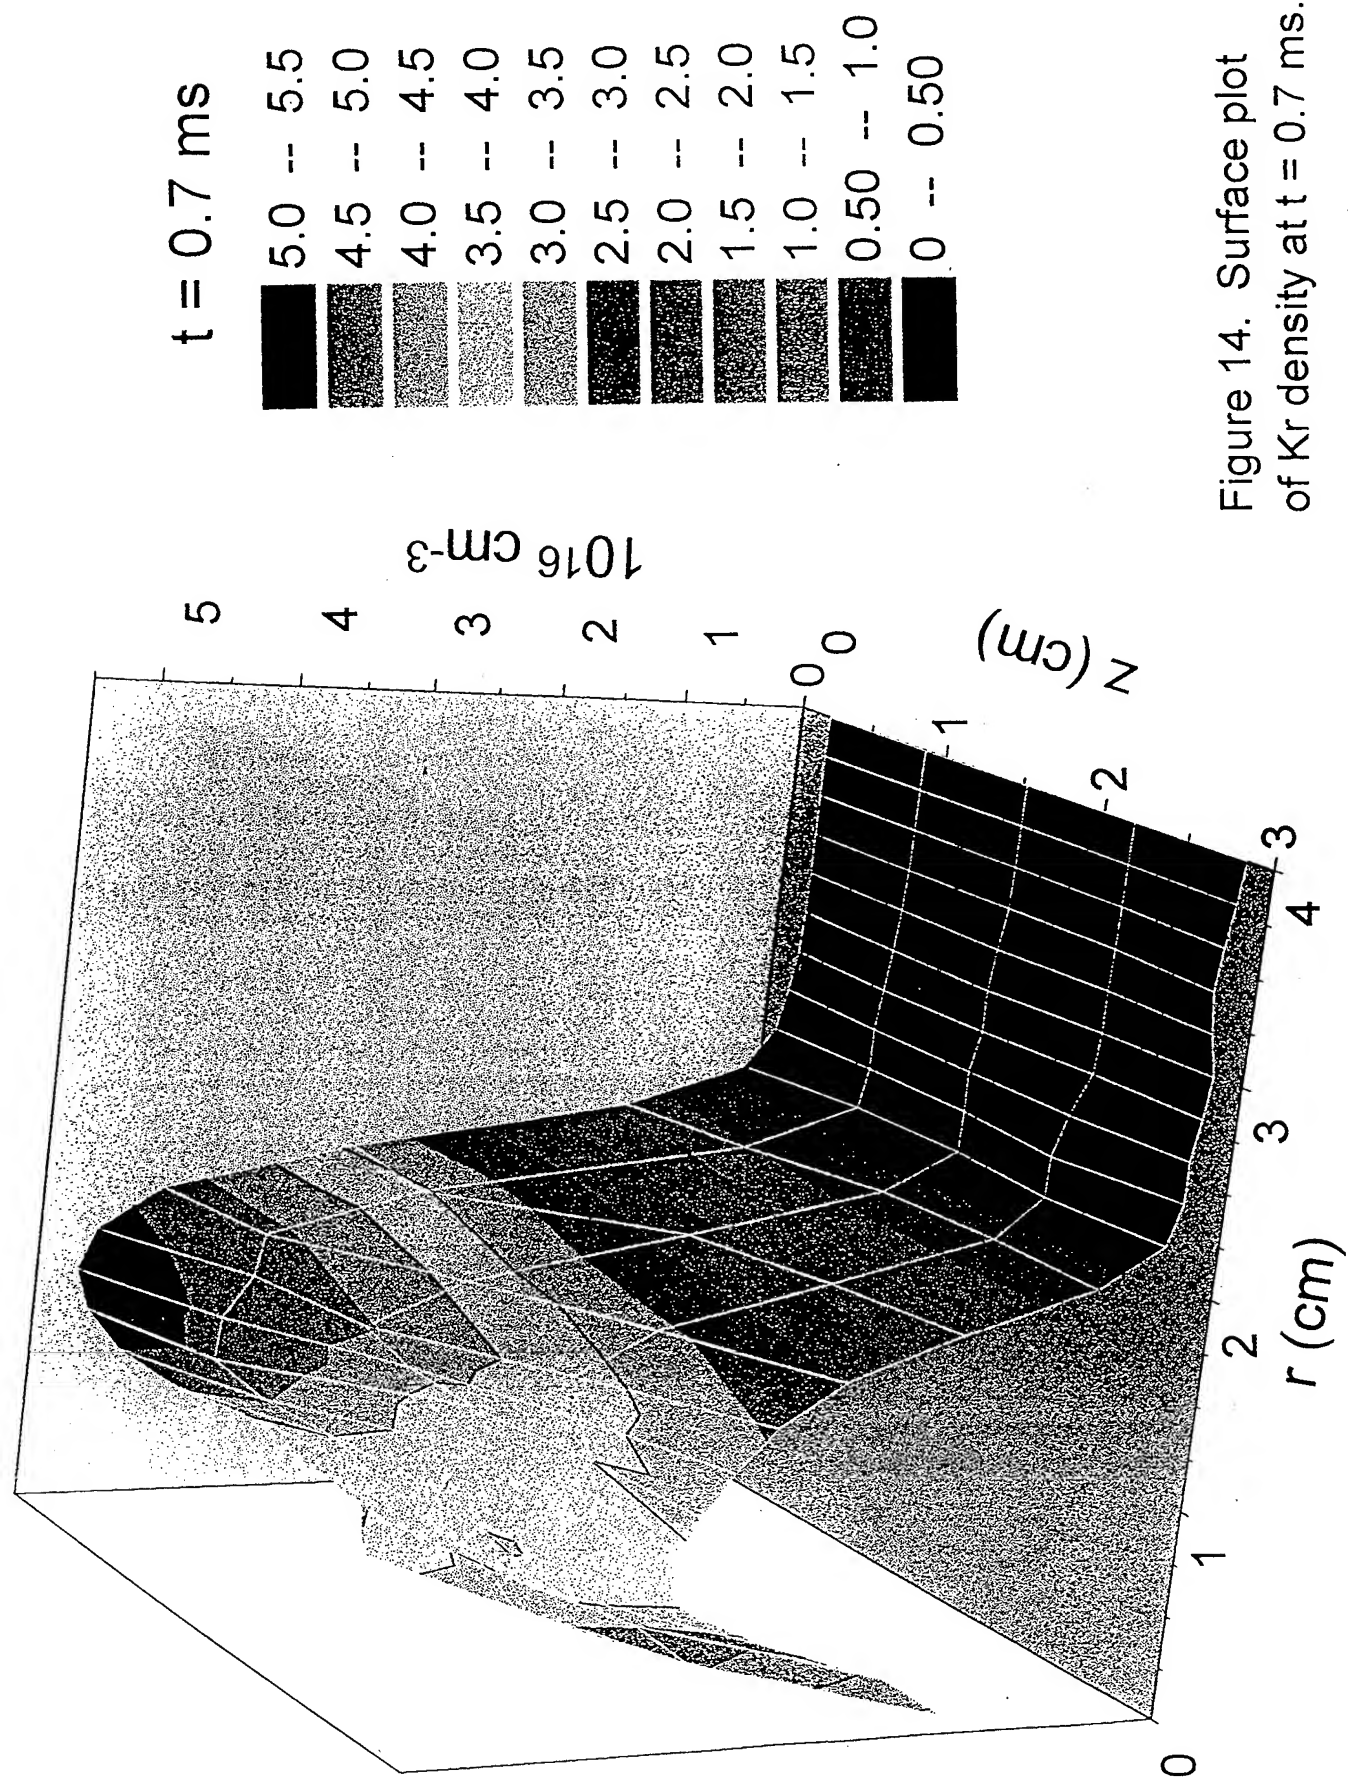 t = 0.7 ms
5.0 -- 5.5
4.5 -- 5.0
4.0 -- 4.5
3.5 -- 4.0
3.0 -- 3.5
2.5 -- 3.0
2.0 -- 2.5
1.5 -- 2.0
1.0 -- 1.5
0.50 -- 1.0
0 -- 0.50
10^16 cm^-3
5
4
3
2
1
0
0
1
2
3
z (cm)
0
1
2
3
4
r (cm)
Figure 14. Surface plot
of Kr density at t = 0.7 ms.